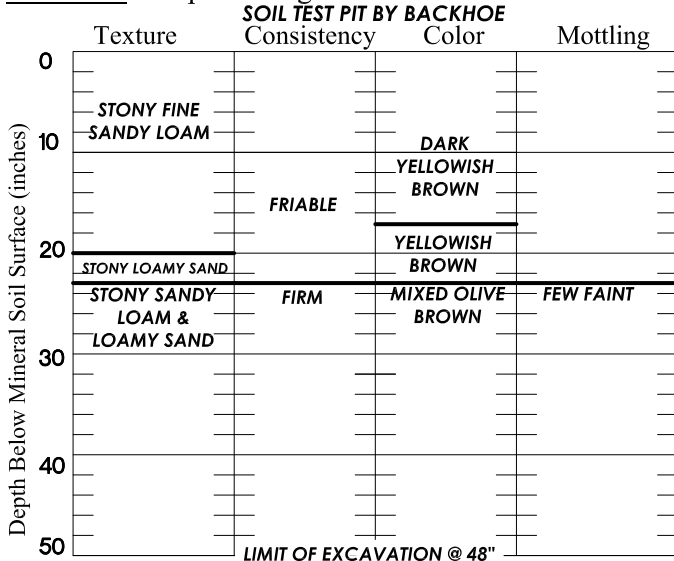 SOIL TEST PIT BY BACKHOE
Texture Consistency Color Mottling
Depth Below Mineral Soil Surface (inches)
0
10
20
30
40
50
STONY FINE
SANDY LOAM
STONY LOAMY SAND
STONY SANDY
LOAM &
LOAMY SAND
FRIABLE
FIRM
DARK
YELLOWISH
BROWN
YELLOWISH
BROWN
MIXED OLIVE
BROWN
FEW FAINT
LIMIT OF EXCAVATION @ 48"